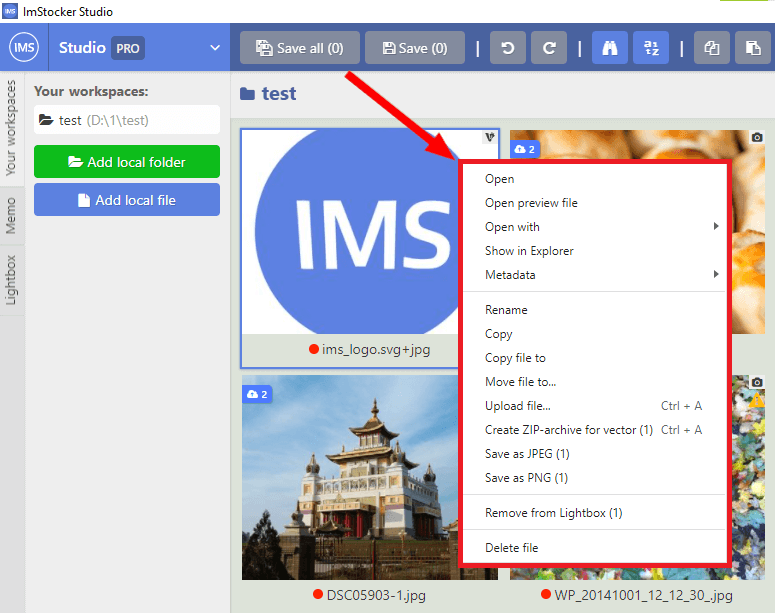 ImStocker Studio
IMS
Studio PRO
Save all (0)
Save (0)
Your workspaces
Memo
Lightbox
Your workspaces:
test (D:\1\test)
Add local folder
Add local file
test
IMS
ims_logo.svg+jpg
2
2
DSC05903-1.jpg
WP_20141001_12_12_30_.jpg
Open
Open preview file
Open with
Show in Explorer
Metadata
Rename
Copy
Copy file to
Move file to...
Upload file... Ctrl + A
Create ZIP-archive for vector (1) Ctrl + A
Save as JPEG (1)
Save as PNG (1)
Remove from Lightbox (1)
Delete file